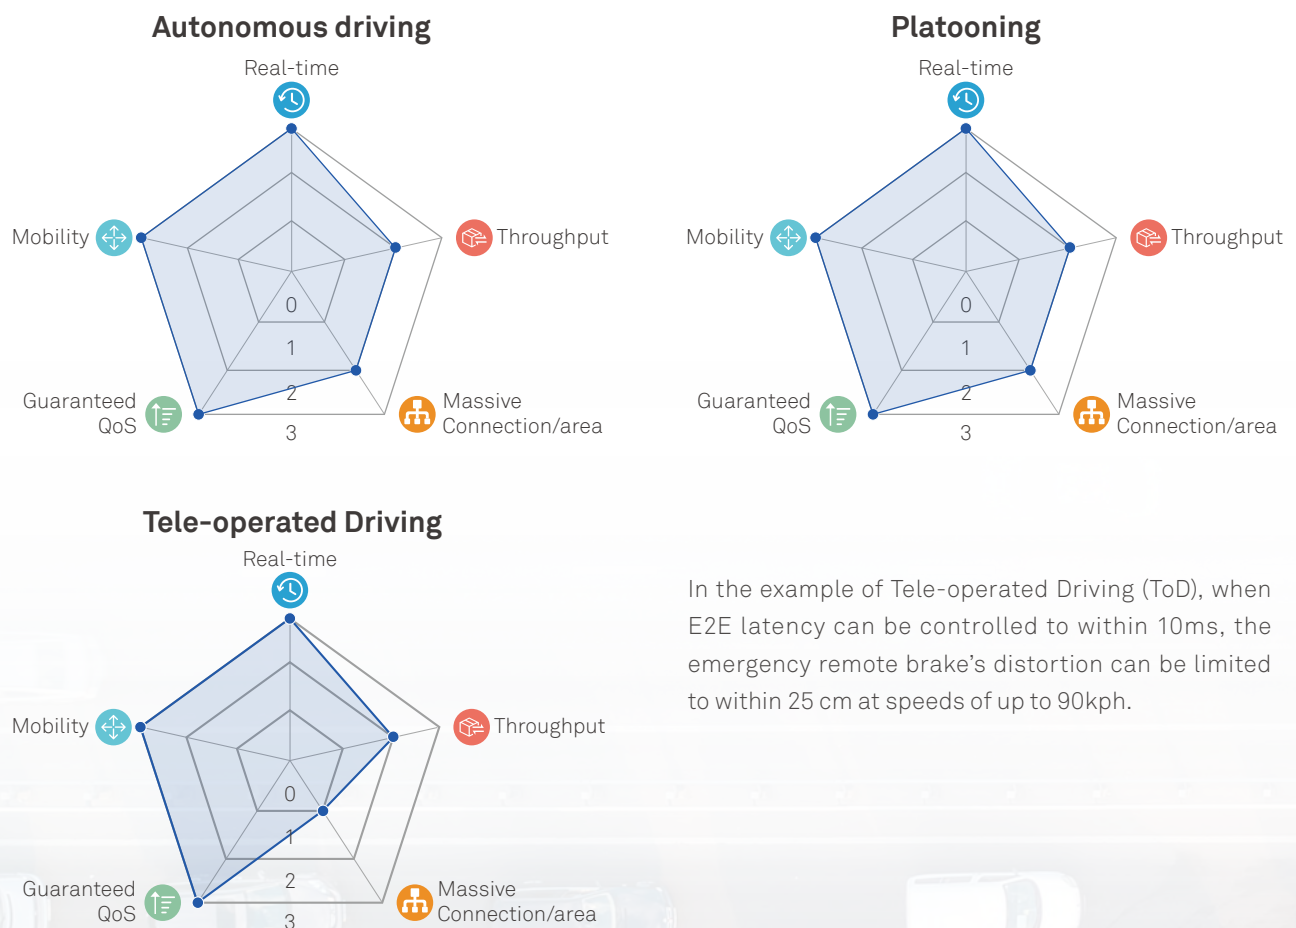 Autonomous driving
Real-time
Mobility
Throughput
0
1
2
3
Guaranteed
QoS
Massive
Connection/area
Platooning
Real-time
Mobility
Throughput
0
1
2
3
Guaranteed
QoS
Massive
Connection/area
Tele-operated Driving
Real-time
Mobility
Throughput
0
1
2
3
Guaranteed
QoS
Massive
Connection/area
In the example of Tele-operated Driving (ToD), when
E2E latency can be controlled to within 10ms, the
emergency remote brake’s distortion can be limited
to within 25 cm at speeds of up to 90kph.